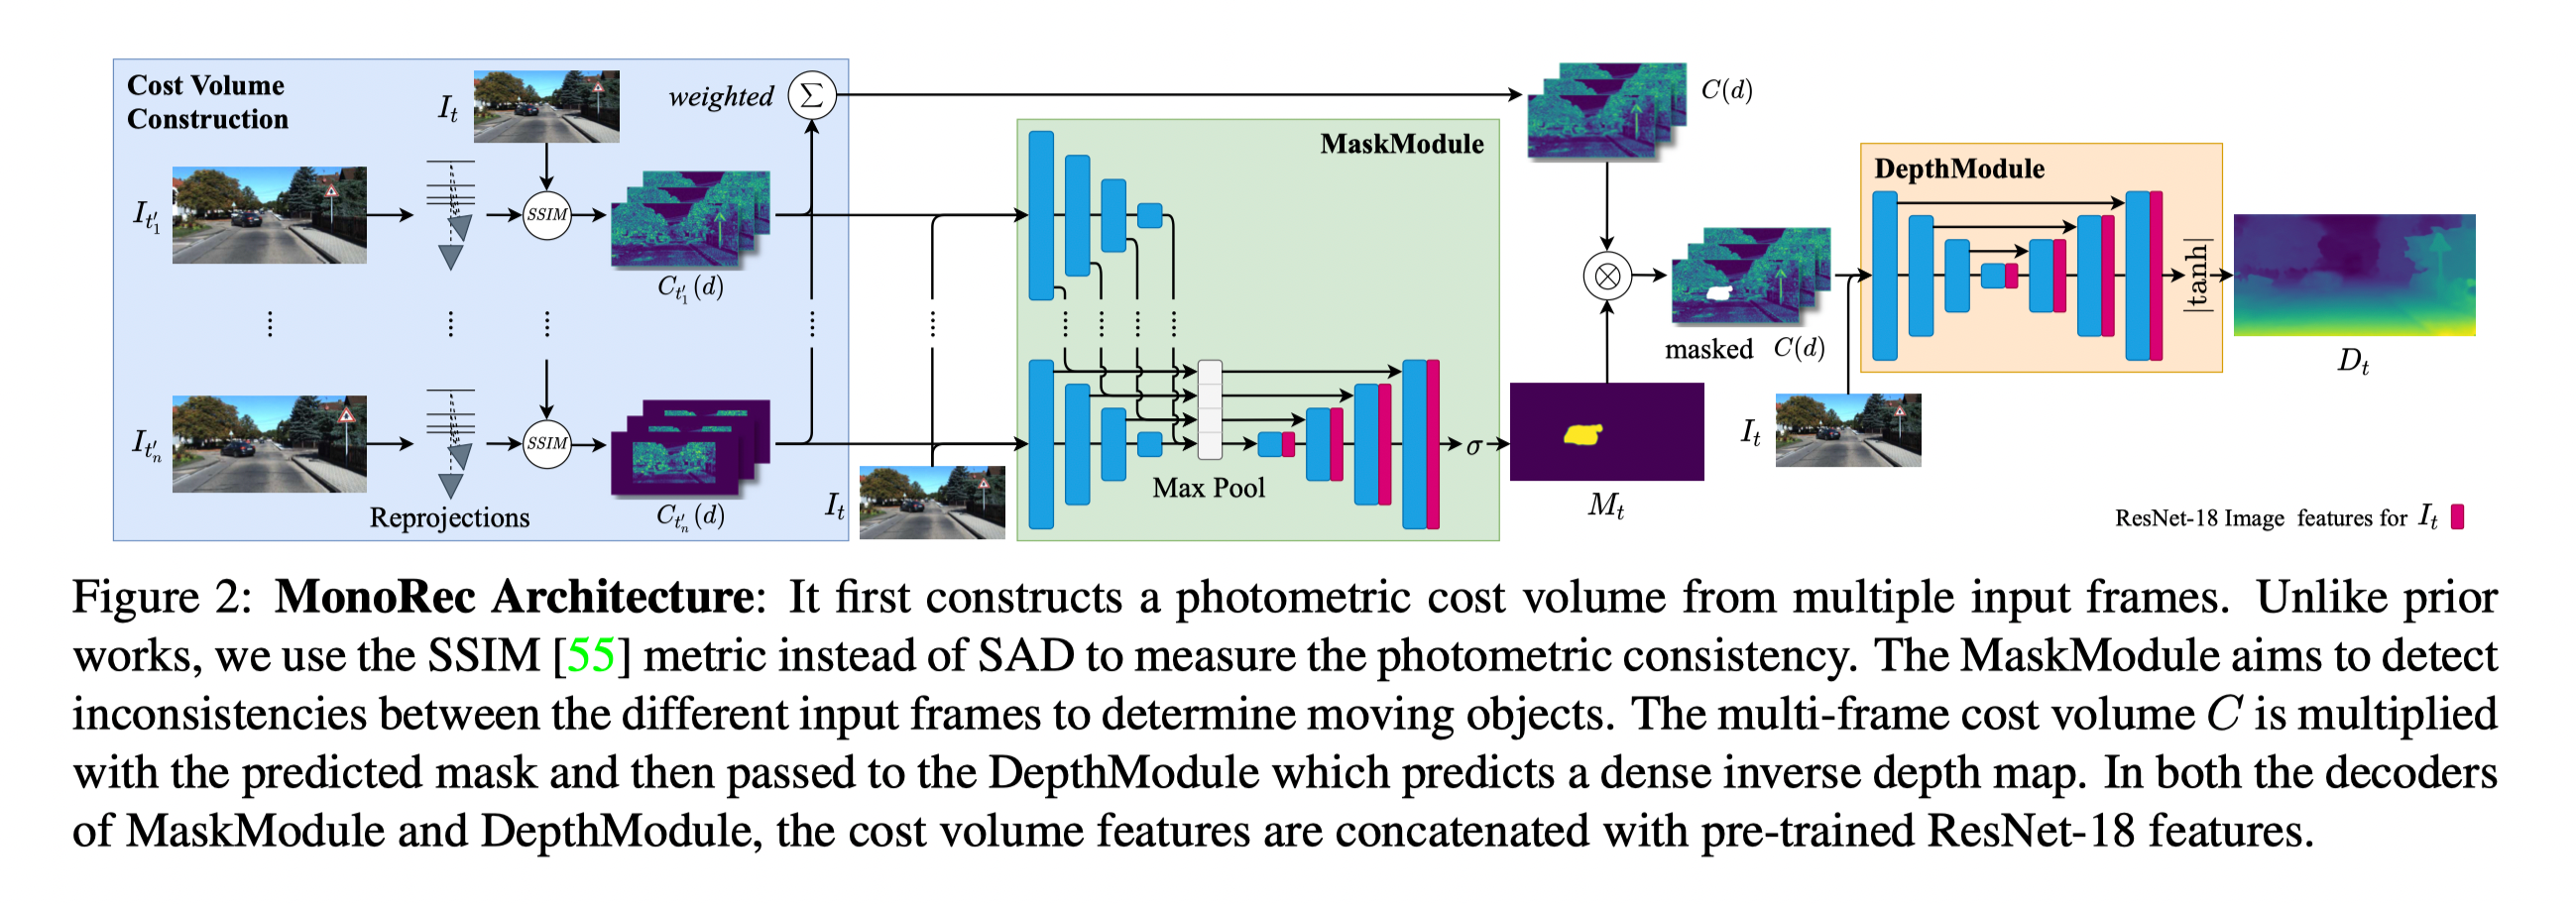 Cost Volume
Construction
I_t
weighted
Σ
I_{t'_1}
SSIM
C_{t'_1}(d)
I_{t'_n}
SSIM
C_{t'_n}(d)
Reprojections
I_t
MaskModule
Max Pool
σ
C(d)
⊗
M_t
masked C(d)
I_t
DepthModule
|tanh|
D_t
ResNet-18 Image features for I_t
Figure 2: MonoRec Architecture: It first constructs a photometric cost volume from multiple input frames. Unlike prior
works, we use the SSIM [55] metric instead of SAD to measure the photometric consistency. The MaskModule aims to detect
inconsistencies between the different input frames to determine moving objects. The multi-frame cost volume C is multiplied
with the predicted mask and then passed to the DepthModule which predicts a dense inverse depth map. In both the decoders
of MaskModule and DepthModule, the cost volume features are concatenated with pre-trained ResNet-18 features.